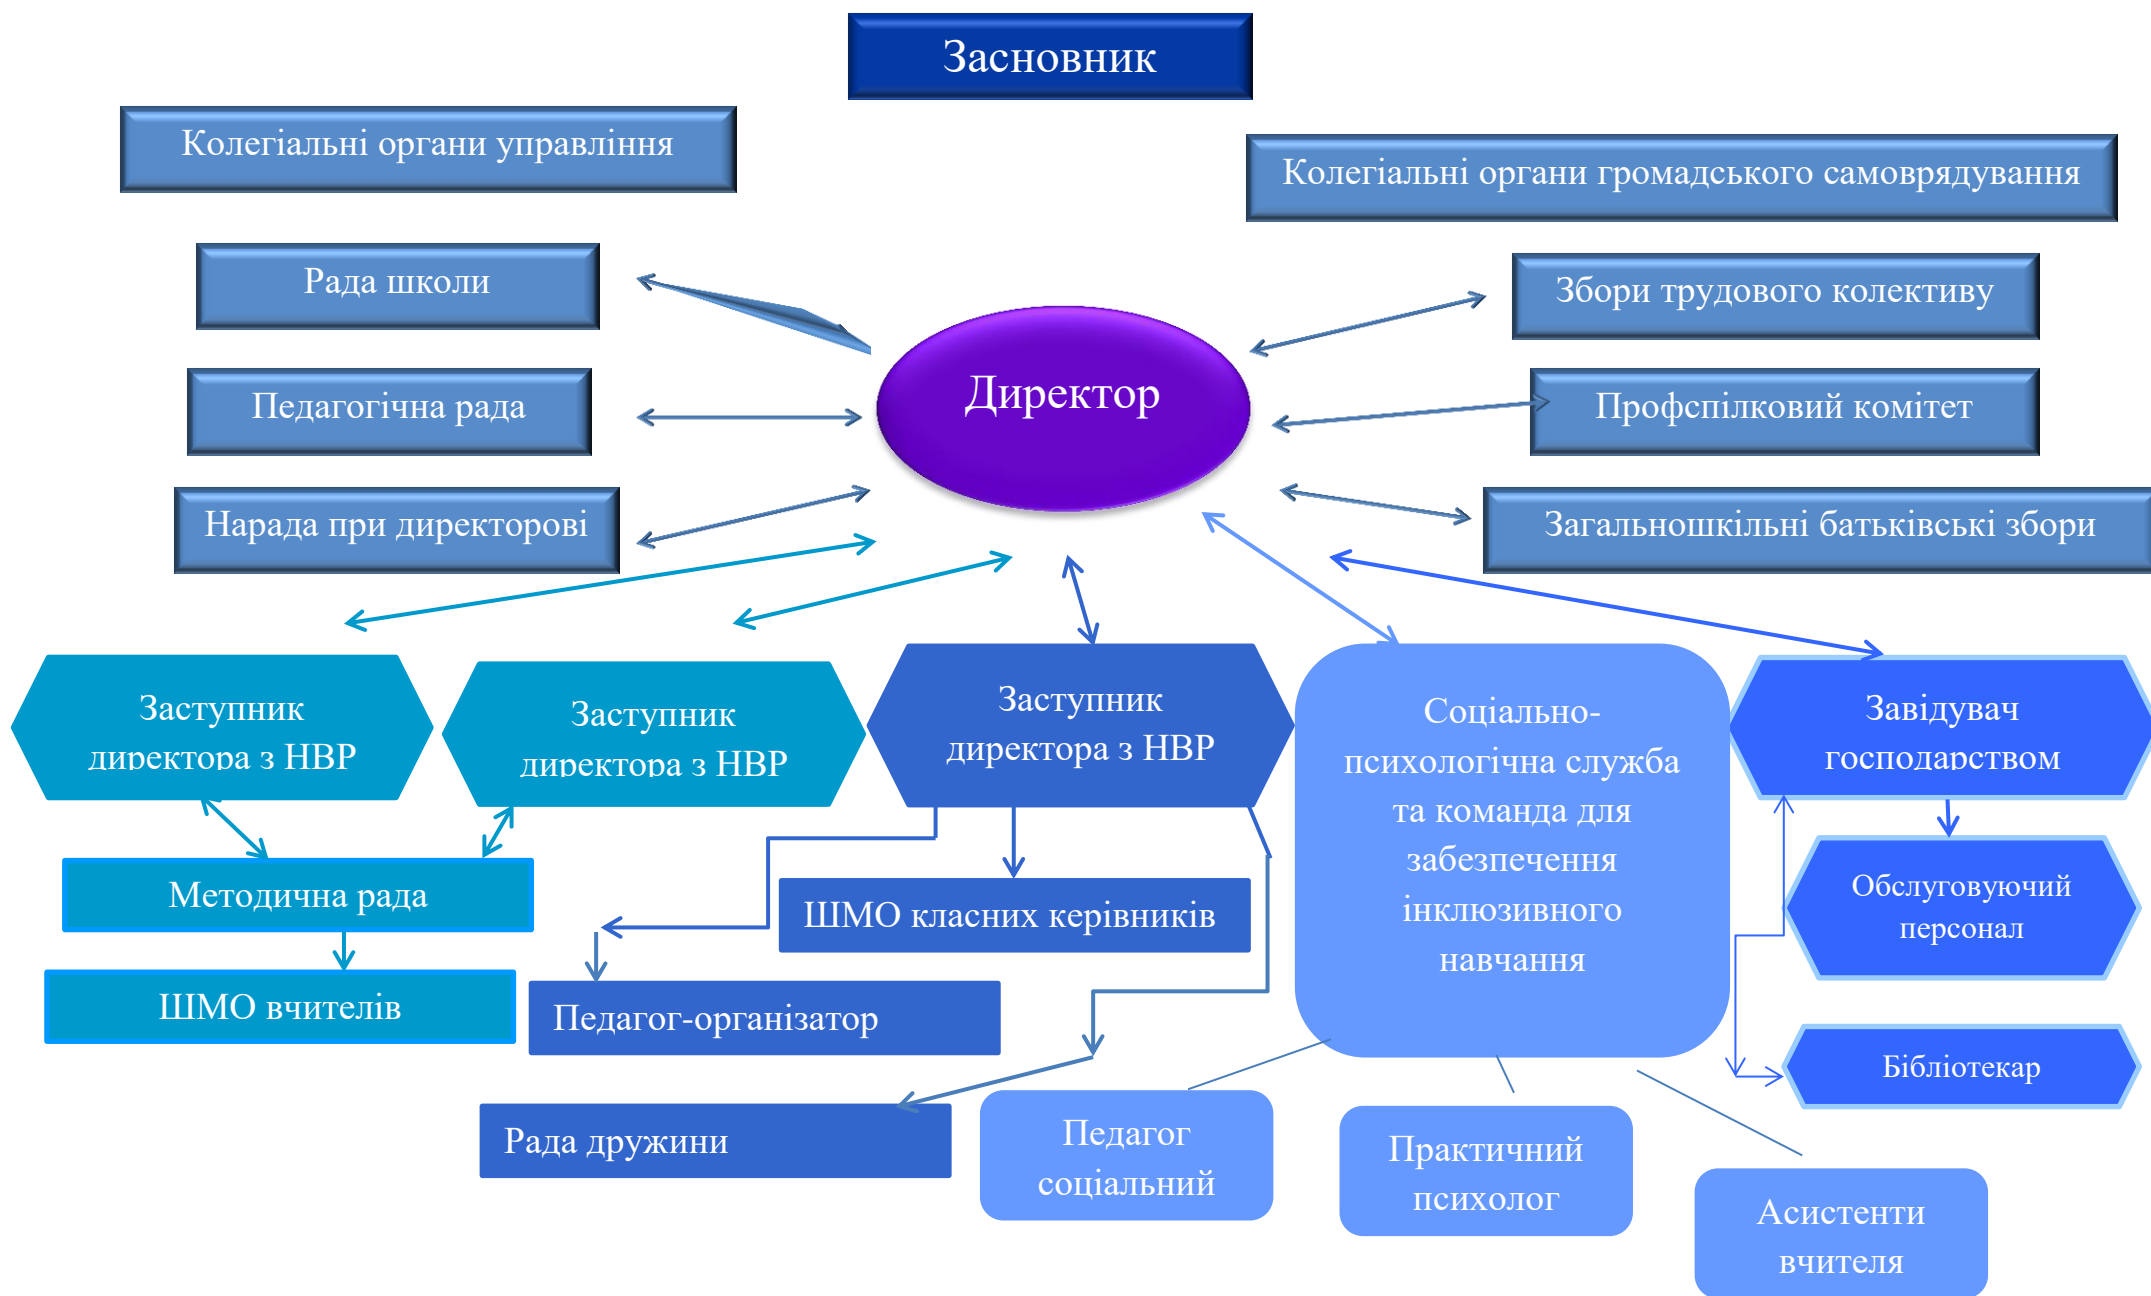 Засновник
Колегіальні органи управління
Колегіальні органи громадського самоврядування
Рада школи
Збори трудового колективу
Директор
Педагогічна рада
Профспілковий комітет
Нарада при директорові
Загальношкільні батьківські збори
Заступник
директора з НВР
Заступник
директора з НВР
Заступник
директора з НВР
Соціально-
психологічна служба
та команда для
забезпечення
інклюзивного
навчання
Завідувач
господарством
Методична рада
ШМО класних керівників
Обслуговуючий
персонал
ШМО вчителів
Педагог-організатор
Бібліотекар
Рада дружини
Педагог
соціальний
Практичний
психолог
Асистенти
вчителя